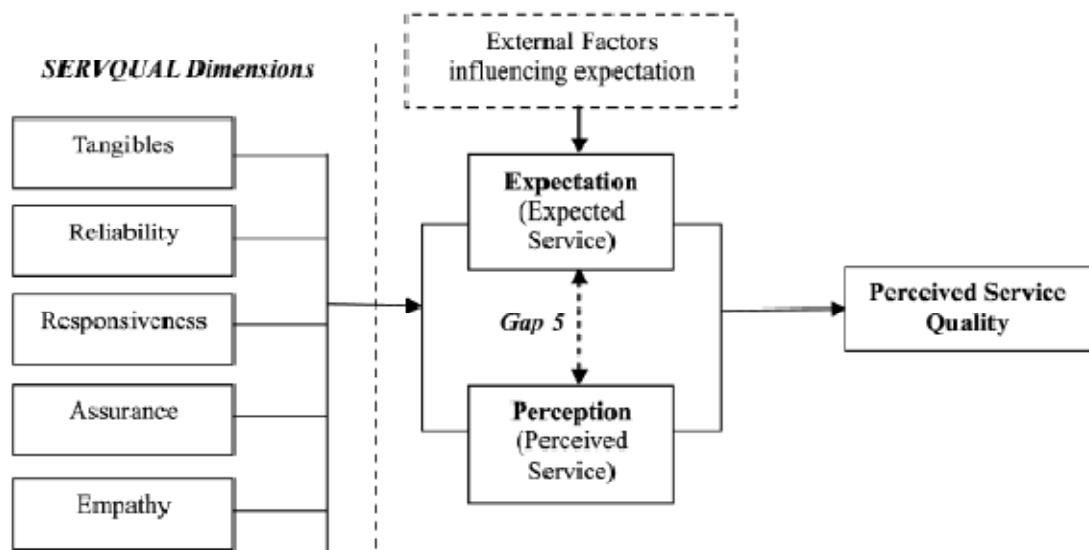 SERVQUAL Dimensions
Tangibles
Reliability
Responsiveness
Assurance
Empathy
External Factors
influencing expectation
Expectation
(Expected
Service)
Gap 5
Perception
(Perceived
Service)
Perceived Service
Quality